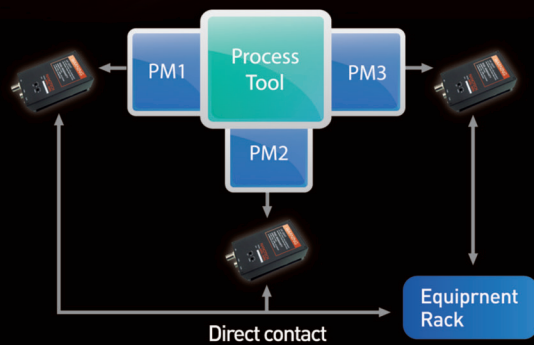 Process
Tool
PM1
PM3
PM2
Equiprnent
Rack
Direct contact